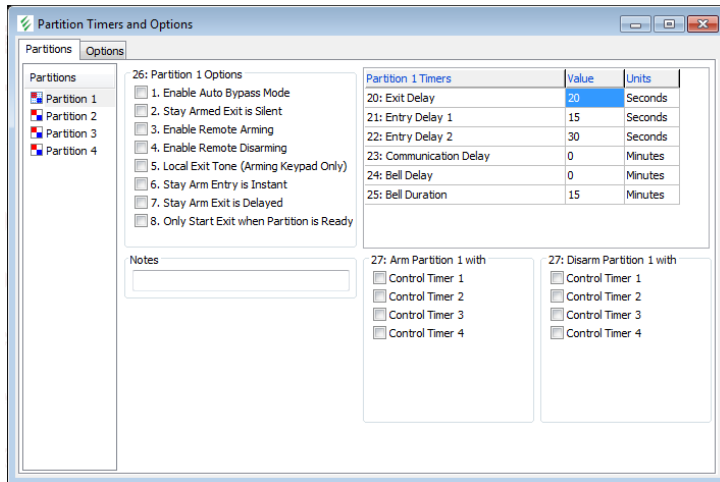 Partition Timers and Options
Partitions Options
Partitions
Partition 1
Partition 2
Partition 3
Partition 4
26: Partition 1 Options
1. Enable Auto Bypass Mode
2. Stay Armed Exit is Silent
3. Enable Remote Arming
4. Enable Remote Disarming
5. Local Exit Tone (Arming Keypad Only)
6. Stay Arm Entry is Instant
7. Stay Arm Exit is Delayed
8. Only Start Exit when Partition is Ready
Partition 1 Timers Value Units
20: Exit Delay 20 Seconds
21: Entry Delay 1 15 Seconds
22: Entry Delay 2 30 Seconds
23: Communication Delay 0 Minutes
24: Bell Delay 0 Minutes
25: Bell Duration 15 Minutes
Notes
27: Arm Partition 1 with
Control Timer 1
Control Timer 2
Control Timer 3
Control Timer 4
27: Disarm Partition 1 with
Control Timer 1
Control Timer 2
Control Timer 3
Control Timer 4